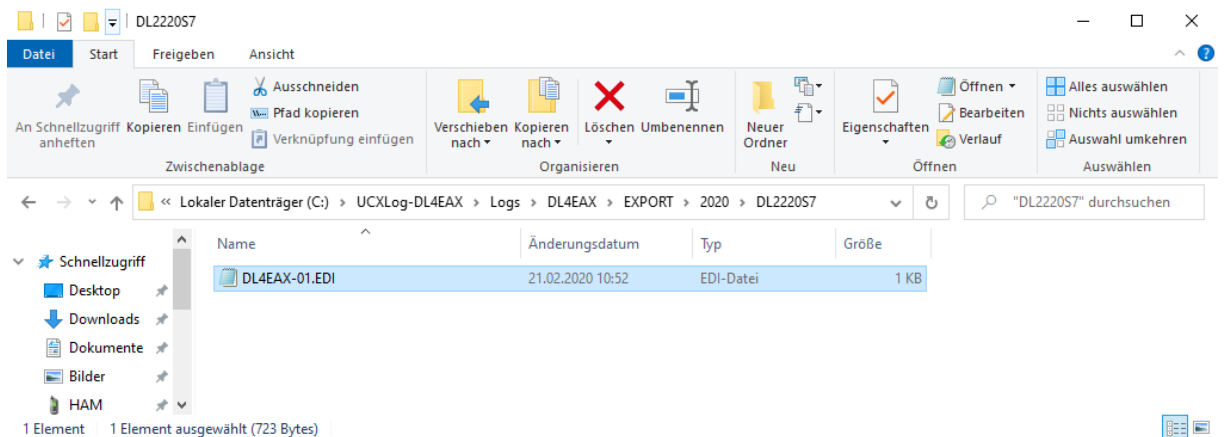 DL2220S7
Datei Start Freigeben Ansicht
An Schnellzugriff anheften
Kopieren
Einfügen
Ausschneiden
Pfad kopieren
Verknüpfung einfügen
Zwischenablage
Verschieben nach
Kopieren nach
Löschen
Umbenennen
Organisieren
Neuer Ordner
Neu
Eigenschaften
Öffnen
Bearbeiten
Verlauf
Öffnen
Alles auswählen
Nichts auswählen
Auswahl umkehren
Auswählen
« Lokaler Datenträger (C:) › UCXLog-DL4EAX › Logs › DL4EAX › EXPORT › 2020 › DL2220S7
"DL2220S7" durchsuchen
Name Änderungsdatum Typ Größe
DL4EAX-01.EDI 21.02.2020 10:52 EDI-Datei 1 KB
Schnellzugriff
Desktop
Downloads
Dokumente
Bilder
HAM
1 Element 1 Element ausgewählt (723 Bytes)